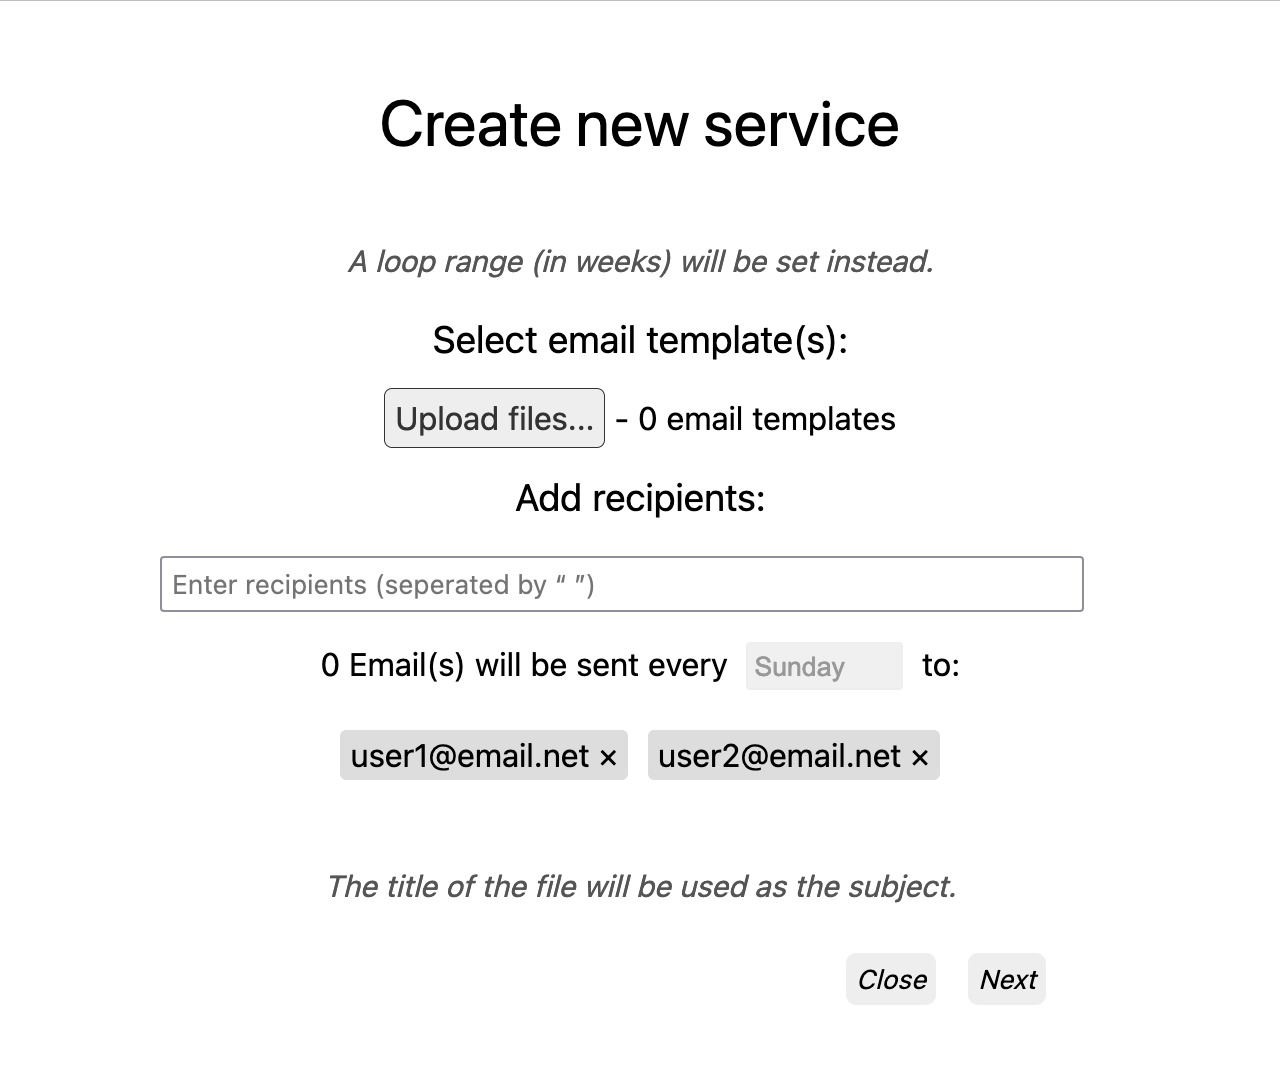 Create new service
A loop range (in weeks) will be set instead.
Select email template(s):
Upload files... - 0 email templates
Add recipients:
Enter recipients (seperated by “ ”)
0 Email(s) will be sent every Sunday to:
user1@email.net × user2@email.net ×
The title of the file will be used as the subject.
Close Next